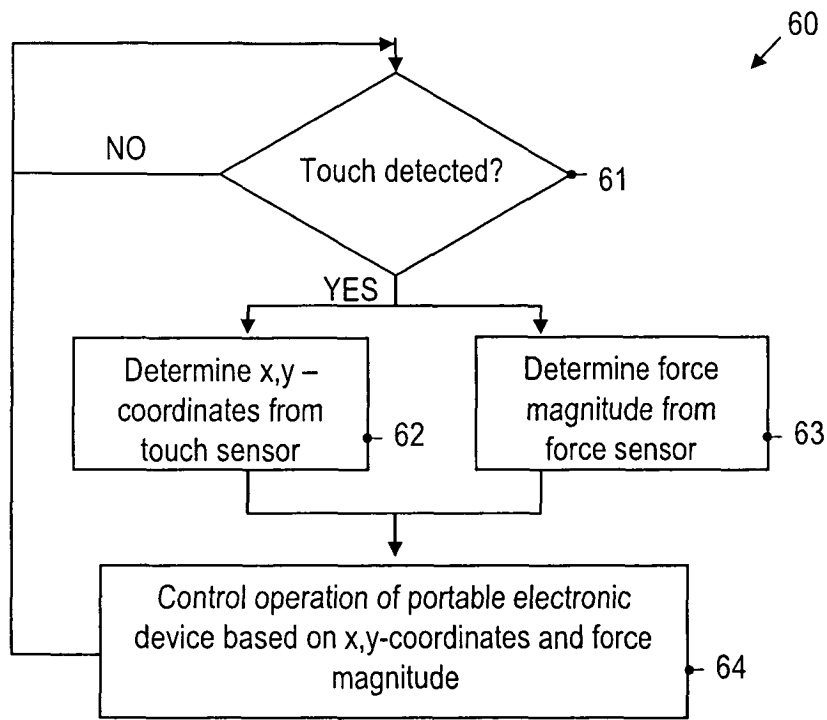 60
NO
Touch detected?
61
YES
Determine x,y –
coordinates from
touch sensor
62
Determine force
magnitude from
force sensor
63
Control operation of portable electronic
device based on x,y-coordinates and force
magnitude
64